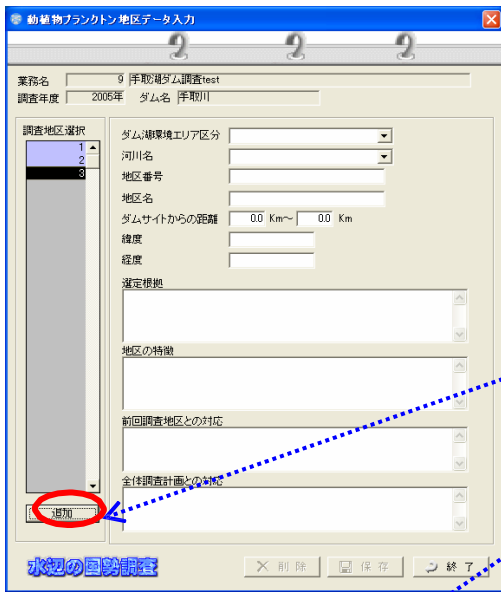 動植物プランクトン地区データ入力
業務名 9 手取湖ダム調査test
調査年度 2005年 ダム名 手取川
調査地区選択
1
2
3
ダム湖環境エリア区分
河川名
地区番号
地区名
ダムサイトからの距離 0.0 Km～ 0.0 Km
緯度
経度
選定根拠
地区の特徴
前回調査地区との対応
全体調査計画との対応
追加
水辺の国勢調査
削除 保存 終了